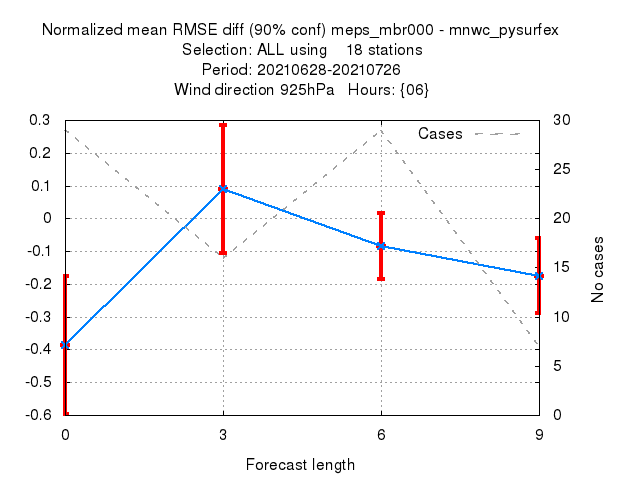 Normalized mean RMSE diff (90% conf) meps_mbr000 - mnwc_pysurfex
Selection: ALL using    18 stations
Period: 20210628-20210726
Wind direction 925hPa   Hours: {06}
0.3
0.2
0.1
0
-0.1
-0.2
-0.3
-0.4
-0.5
-0.6
Cases
30
25
20
15
10
5
0
No cases
0 3 6 9
Forecast length